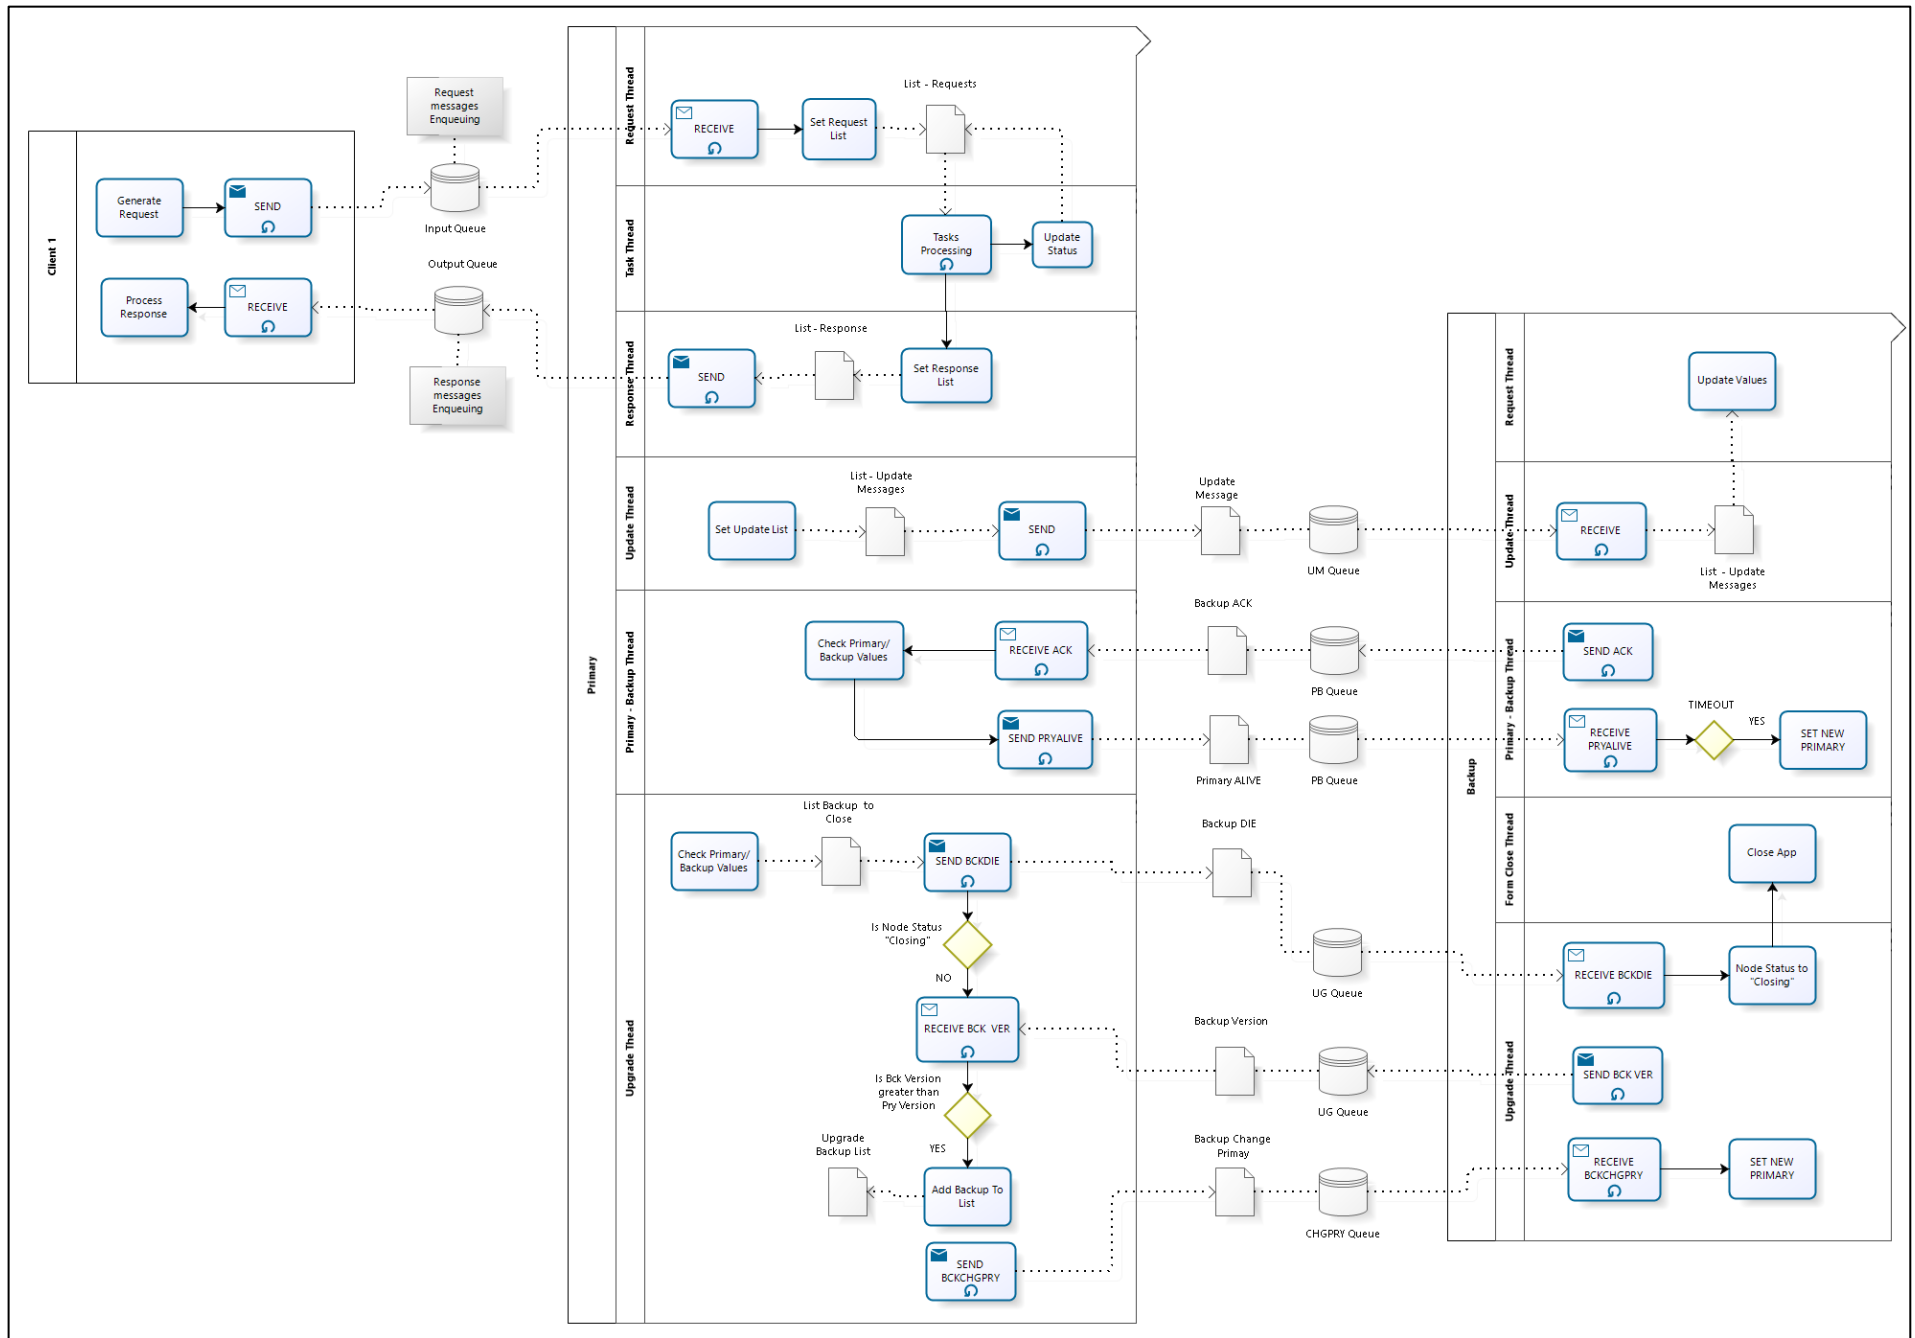 Client 1
Generate
Request
SEND
Process
Response
RECEIVE
Request
messages
Enqueuing
Input Queue
Output Queue
Response
messages
Enqueuing
Primary
Request Thread
RECEIVE
Set Request
List
List - Requests
Task Thread
Tasks
Processing
Update
Status
Response Thread
SEND
List - Response
Set Response
List
Update Thread
Set Update List
List - Update
Messages
SEND
Update
Message
UM Queue
Primary - Backup Thread
Check Primary/
Backup Values
RECEIVE ACK
Backup ACK
PB Queue
SEND PRYALIVE
Primary ALIVE
PB Queue
Upgrade Thead
Check Primary/
Backup Values
List Backup to
Close
SEND BCKDIE
Backup DIE
UG Queue
Is Node Status
"Closing"
NO
RECEIVE BCK VER
Backup Version
UG Queue
Is Bck Version
greater than
Pry Version
YES
Upgrade
Backup List
Add Backup To
List
SEND
BCKCHGPRY
Backup Change
Primay
CHGPRY Queue
Backup
Request Thread
Update Values
Update Thread
RECEIVE
List - Update
Messages
Primary - Backup Thread
SEND ACK
RECEIVE
PRYALIVE
TIMEOUT
YES
SET NEW
PRIMARY
Form Close Thread
Close App
Upgrade Thread
RECEIVE BCKDIE
Node Status to
"Closing"
SEND BCK VER
RECEIVE
BCKCHGPRY
SET NEW
PRIMARY